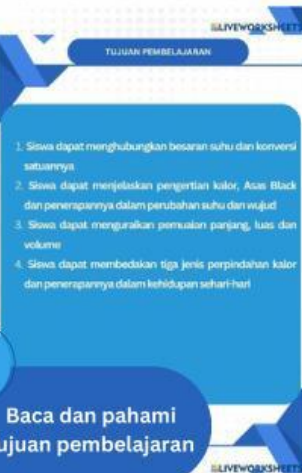 LIVEWORKSHEETS
TUJUAN PEMBELAJARAN
1. Siswa dapat menghubungkan besaran suhu dan konversi
satuannya
2. Siswa dapat menjelaskan pengertian kalor, Asas Black
dan penerapannya dalam perubahan suhu dan wujud
3. Siswa dapat menguraikan pemuaian panjang, luas dan
volume
4. Siswa dapat membedakan tiga jenis perpindahan kalor
dan penerapannya dalam kehidupan sehari-hari
Baca dan pahami
ujuan pembelajaran
LIVEWORKSHEETS